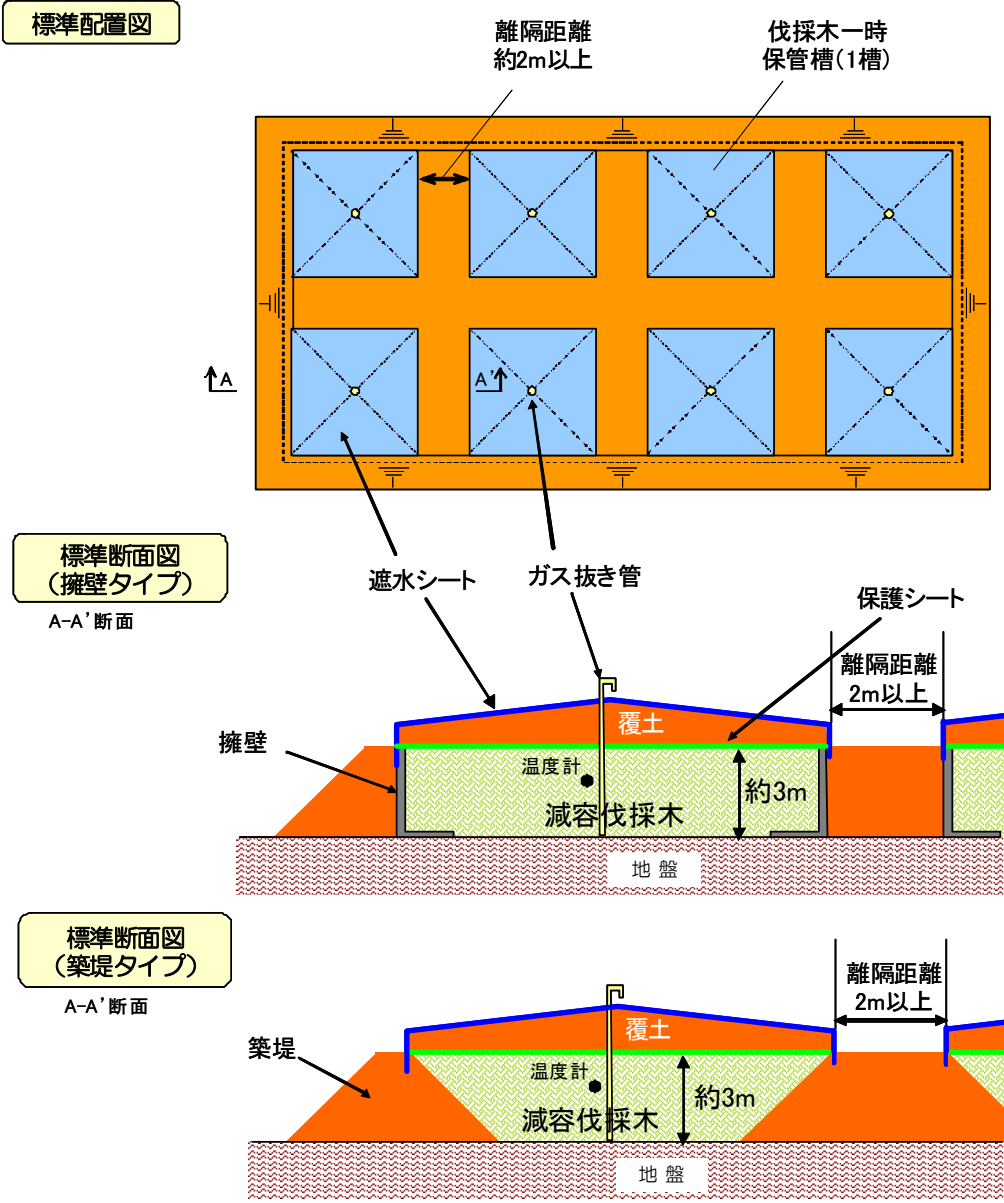 標準配置図
離隔距離
約2m以上
伐採木一時
保管槽(1槽)
A
A'
標準断面図
(擁壁タイプ)
A-A'断面
遮水シート
ガス抜き管
保護シート
離隔距離
2m以上
擁壁
覆土
温度計
約3m
減容伐採木
地盤
標準断面図
(築堤タイプ)
A-A'断面
離隔距離
2m以上
築堤
覆土
温度計
約3m
減容伐採木
地盤